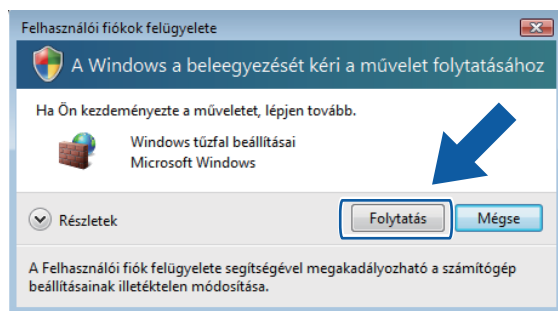 Felhasználói fiókok felügyelete
A Windows a beleegyezését kéri a művelet folytatásához
Ha Ön kezdeményezte a műveletet, lépjen tovább.
Windows tűzfal beállításai
Microsoft Windows
Részletek
Folytatás
Mégse
A Felhasználói fiók felügyelete segítségével megakadályozható a számítógép
beállításainak illetéktelen módosítása.